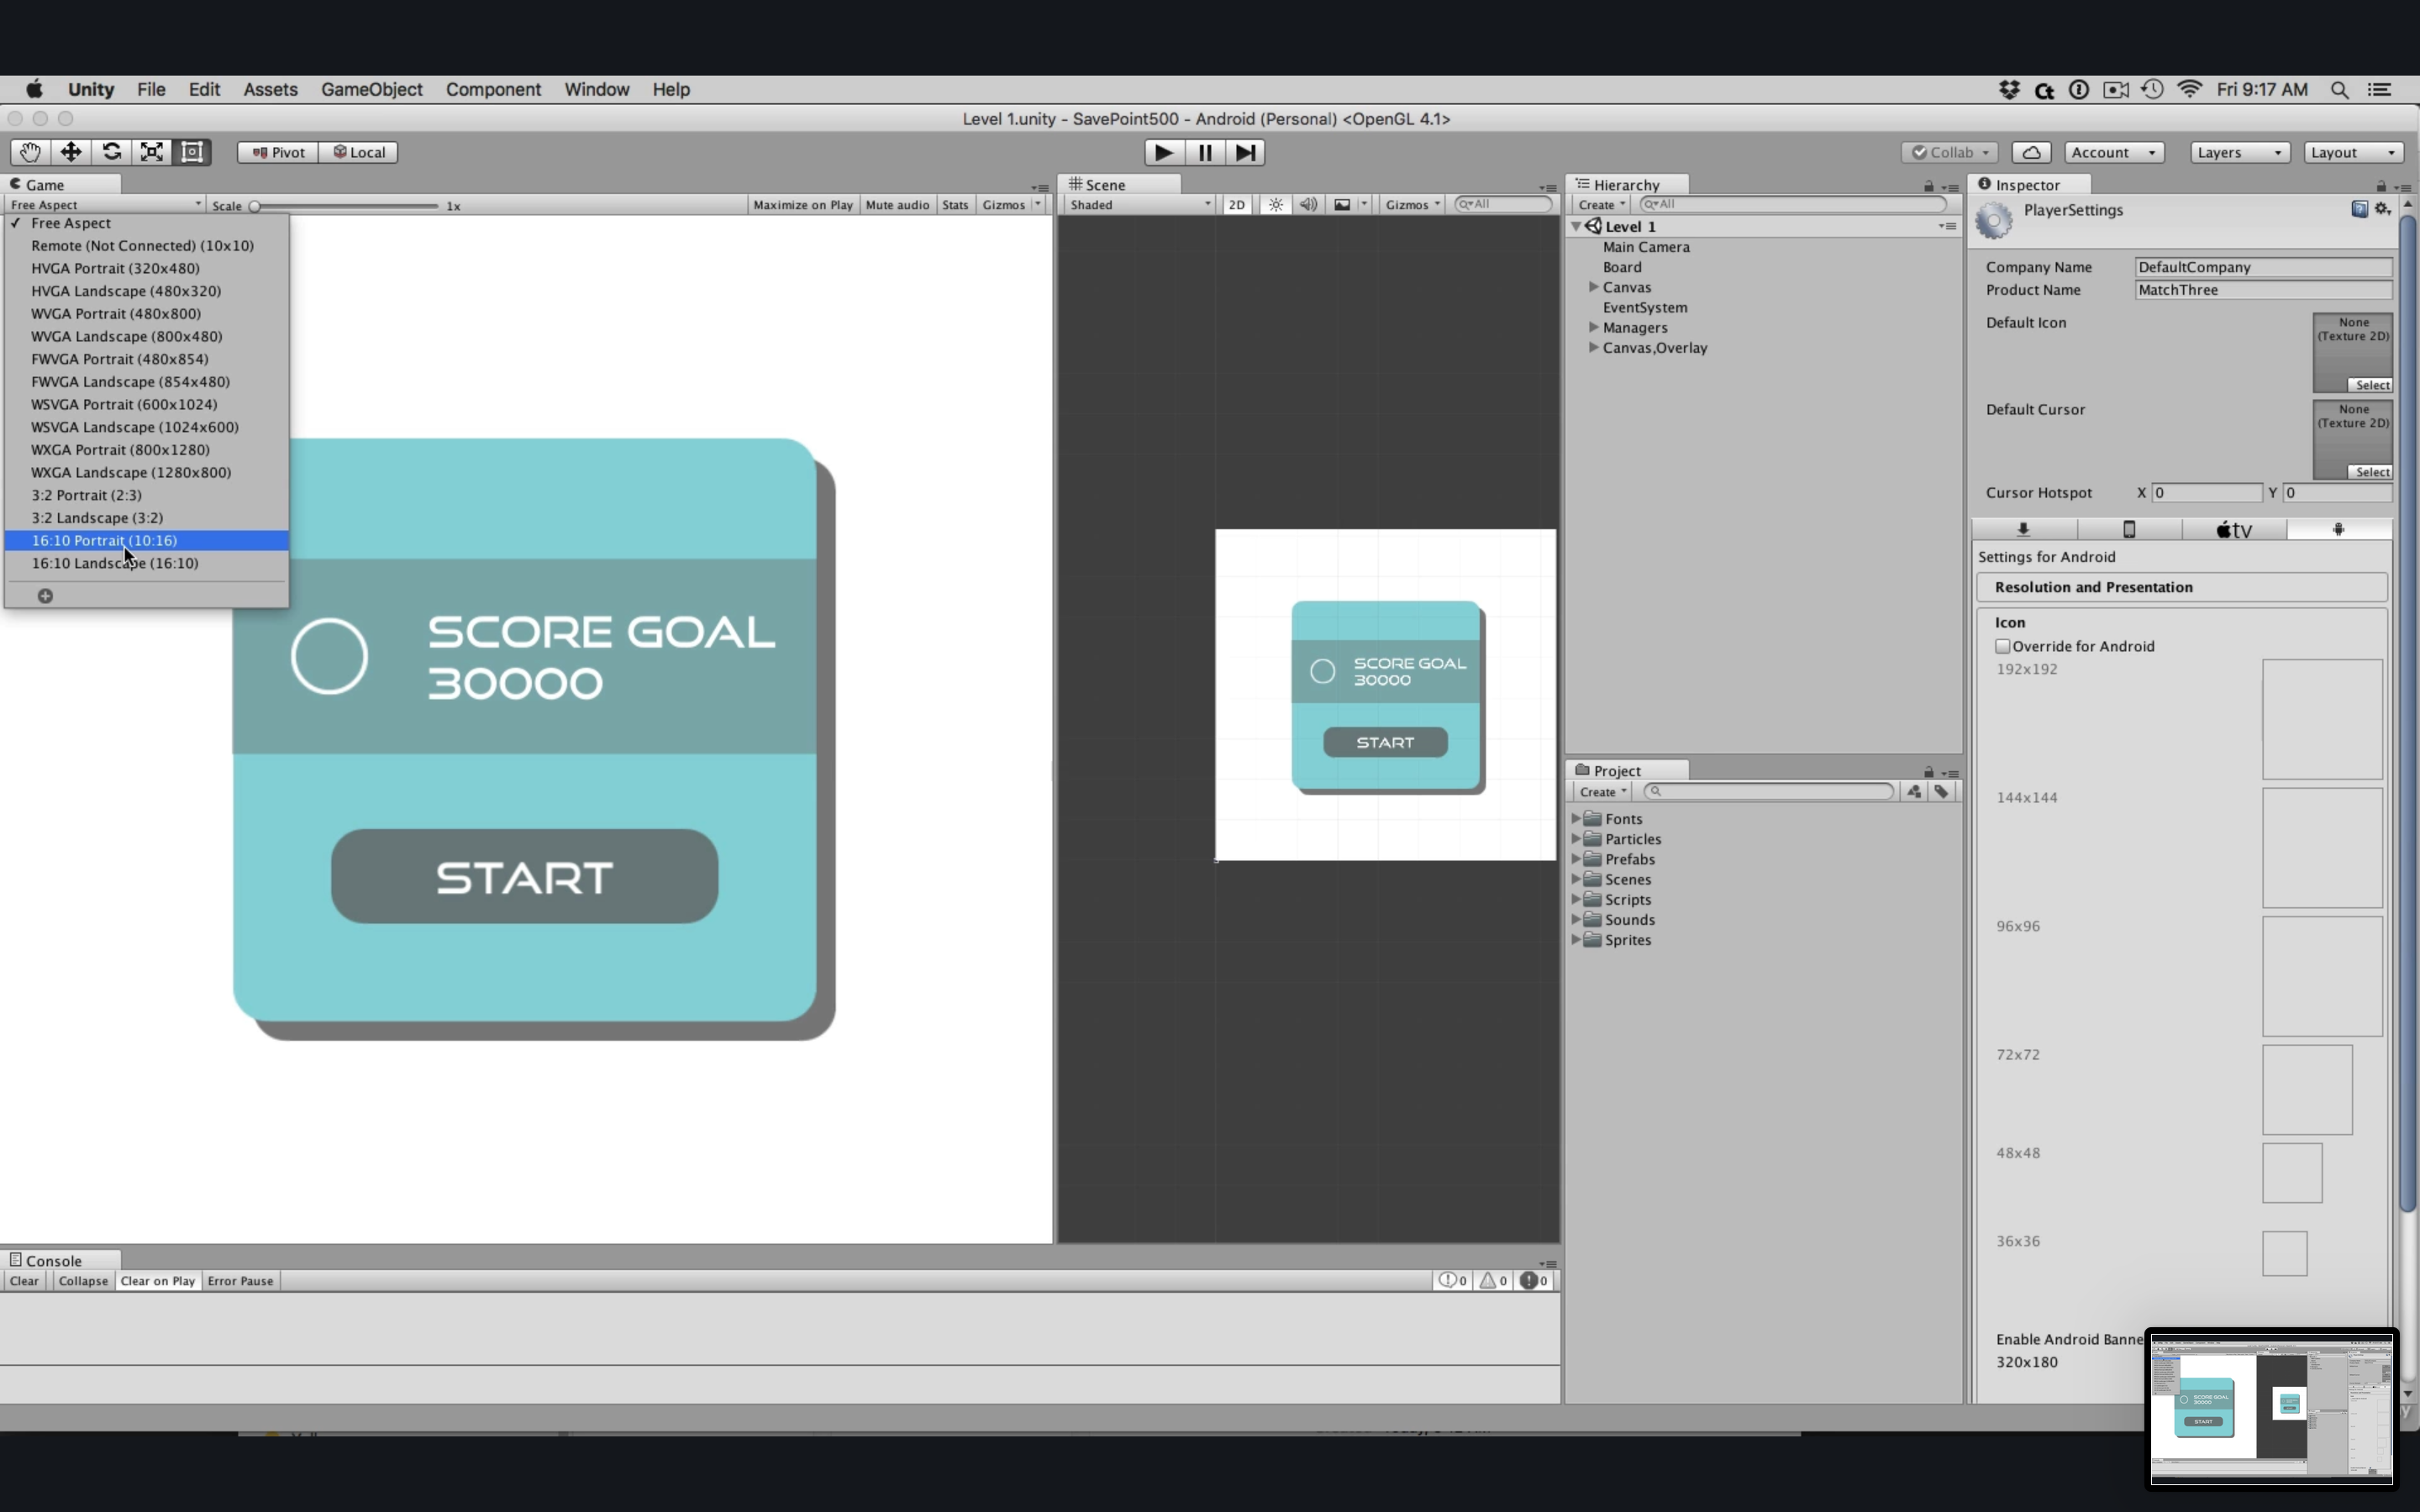 Unity File Edit Assets GameObject Component Window Help Fri 9:17 AM
Level 1.unity - SavePoint500 - Android (Personal) <OpenGL 4.1>
Pivot Local Collab Account Layers Layout
Game
Free Aspect Scale 1x Maximize on Play Mute audio Stats Gizmos
Free Aspect
Remote (Not Connected) (10x10)
HVGA Portrait (320x480)
HVGA Landscape (480x320)
WVGA Portrait (480x800)
WVGA Landscape (800x480)
FWVGA Portrait (480x854)
FWVGA Landscape (854x480)
WSVGA Portrait (600x1024)
WSVGA Landscape (1024x600)
WXGA Portrait (800x1280)
WXGA Landscape (1280x800)
3:2 Portrait (2:3)
3:2 Landscape (3:2)
16:10 Portrait (10:16)
16:10 Landscape (16:10)
SCORE GOAL
30000
START
Scene
Shaded 2D Gizmos All
SCORE GOAL
30000
START
Hierarchy
Create All
Level 1
Main Camera
Board
Canvas
EventSystem
Managers
Canvas,Overlay
Project
Create
Fonts
Particles
Prefabs
Scenes
Scripts
Sounds
Sprites
Inspector
PlayerSettings
Company Name DefaultCompany
Product Name MatchThree
Default Icon
None
(Texture 2D)
Select
Default Cursor
None
(Texture 2D)
Select
Cursor Hotspot X 0 Y 0
tv
Settings for Android
Resolution and Presentation
Icon
Override for Android
192x192
144x144
96x96
72x72
48x48
36x36
Enable Android Banne
320x180
Console
Clear Collapse Clear on Play Error Pause 0 0 0
SCORE GOAL
30000
START